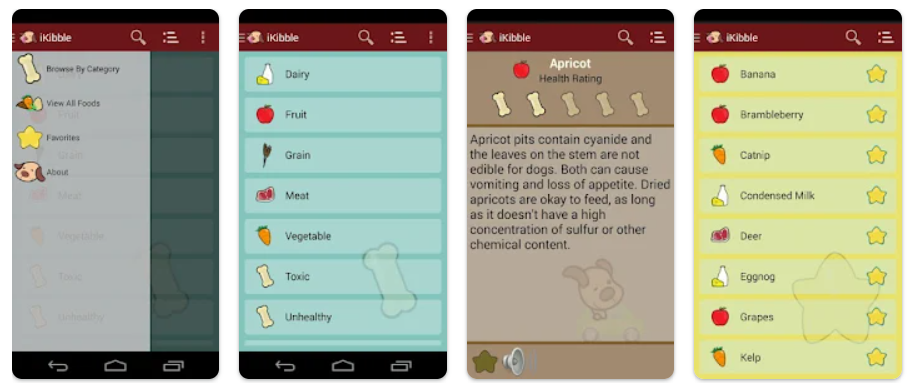 iKibble
Browse By Category
View All Foods
Favorites
About
Fruit
Grain
Meat
Vegetable
Toxic
Unhealthy
iKibble
Dairy
Fruit
Grain
Meat
Vegetable
Toxic
Unhealthy
iKibble
Apricot
Health Rating
Apricot pits contain cyanide and
the leaves on the stem are not
edible for dogs. Both can cause
vomiting and loss of appetite. Dried
apricots are okay to feed, as long
as it doesn't have a high
concentration of sulfur or other
chemical content.
iKibble
Banana
Brambleberry
Catnip
Condensed Milk
Deer
Eggnog
Grapes
Kelp